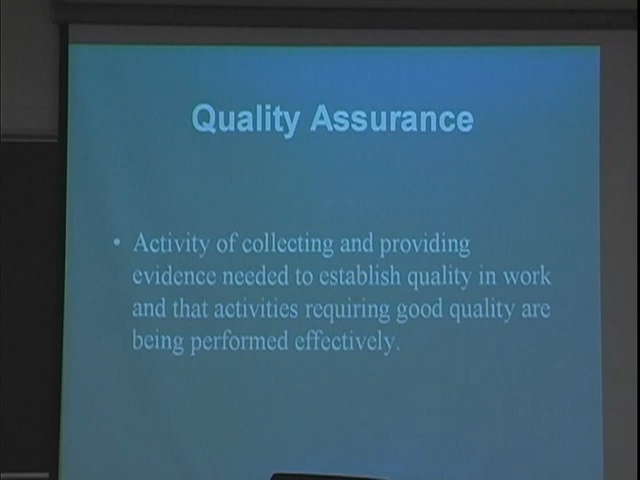 Quality Assurance
• Activity of collecting and providing
evidence needed to establish quality in work
and that activities requiring good quality are
being performed effectively.